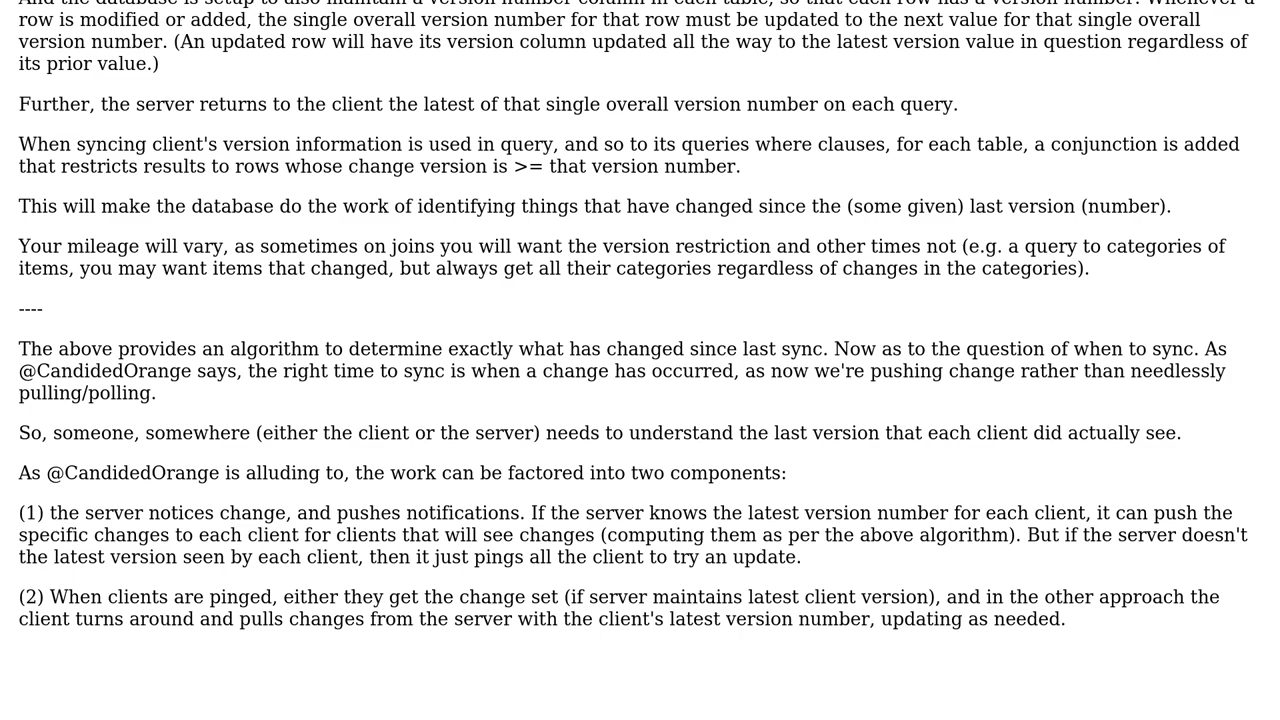 row is modified or added, the single overall version number for that row must be updated to the next value for that single overall
version number. (An updated row will have its version column updated all the way to the latest version value in question regardless of
its prior value.)
Further, the server returns to the client the latest of that single overall version number on each query.
When syncing client's version information is used in query, and so to its queries where clauses, for each table, a conjunction is added
that restricts results to rows whose change version is >= that version number.
This will make the database do the work of identifying things that have changed since the (some given) last version (number).
Your mileage will vary, as sometimes on joins you will want the version restriction and other times not (e.g. a query to categories of
items, you may want items that changed, but always get all their categories regardless of changes in the categories).
----
The above provides an algorithm to determine exactly what has changed since last sync. Now as to the question of when to sync. As
@CandidedOrange says, the right time to sync is when a change has occurred, as now we're pushing change rather than needlessly
pulling/polling.
So, someone, somewhere (either the client or the server) needs to understand the last version that each client did actually see.
As @CandidedOrange is alluding to, the work can be factored into two components:
(1) the server notices change, and pushes notifications. If the server knows the latest version number for each client, it can push the
specific changes to each client for clients that will see changes (computing them as per the above algorithm). But if the server doesn't
the latest version seen by each client, then it just pings all the client to try an update.
(2) When clients are pinged, either they get the change set (if server maintains latest client version), and in the other approach the
client turns around and pulls changes from the server with the client's latest version number, updating as needed.